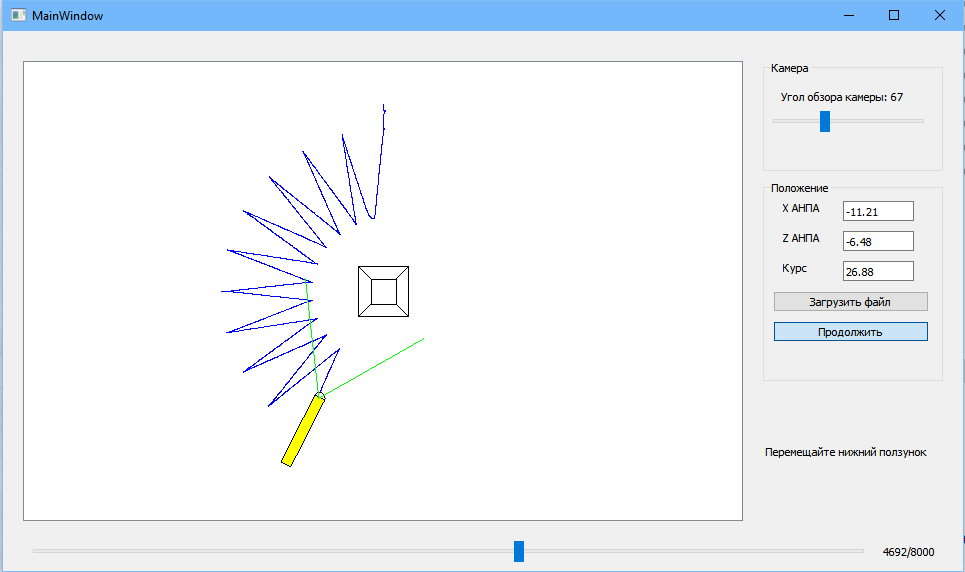 MainWindow
Камера
Угол обзора камеры: 67
Положение
X АНПА -11.21
Z АНПА -6.48
Курс 26.88
Загрузить файл
Продолжить
Перемещайте нижний ползунок
4692/8000